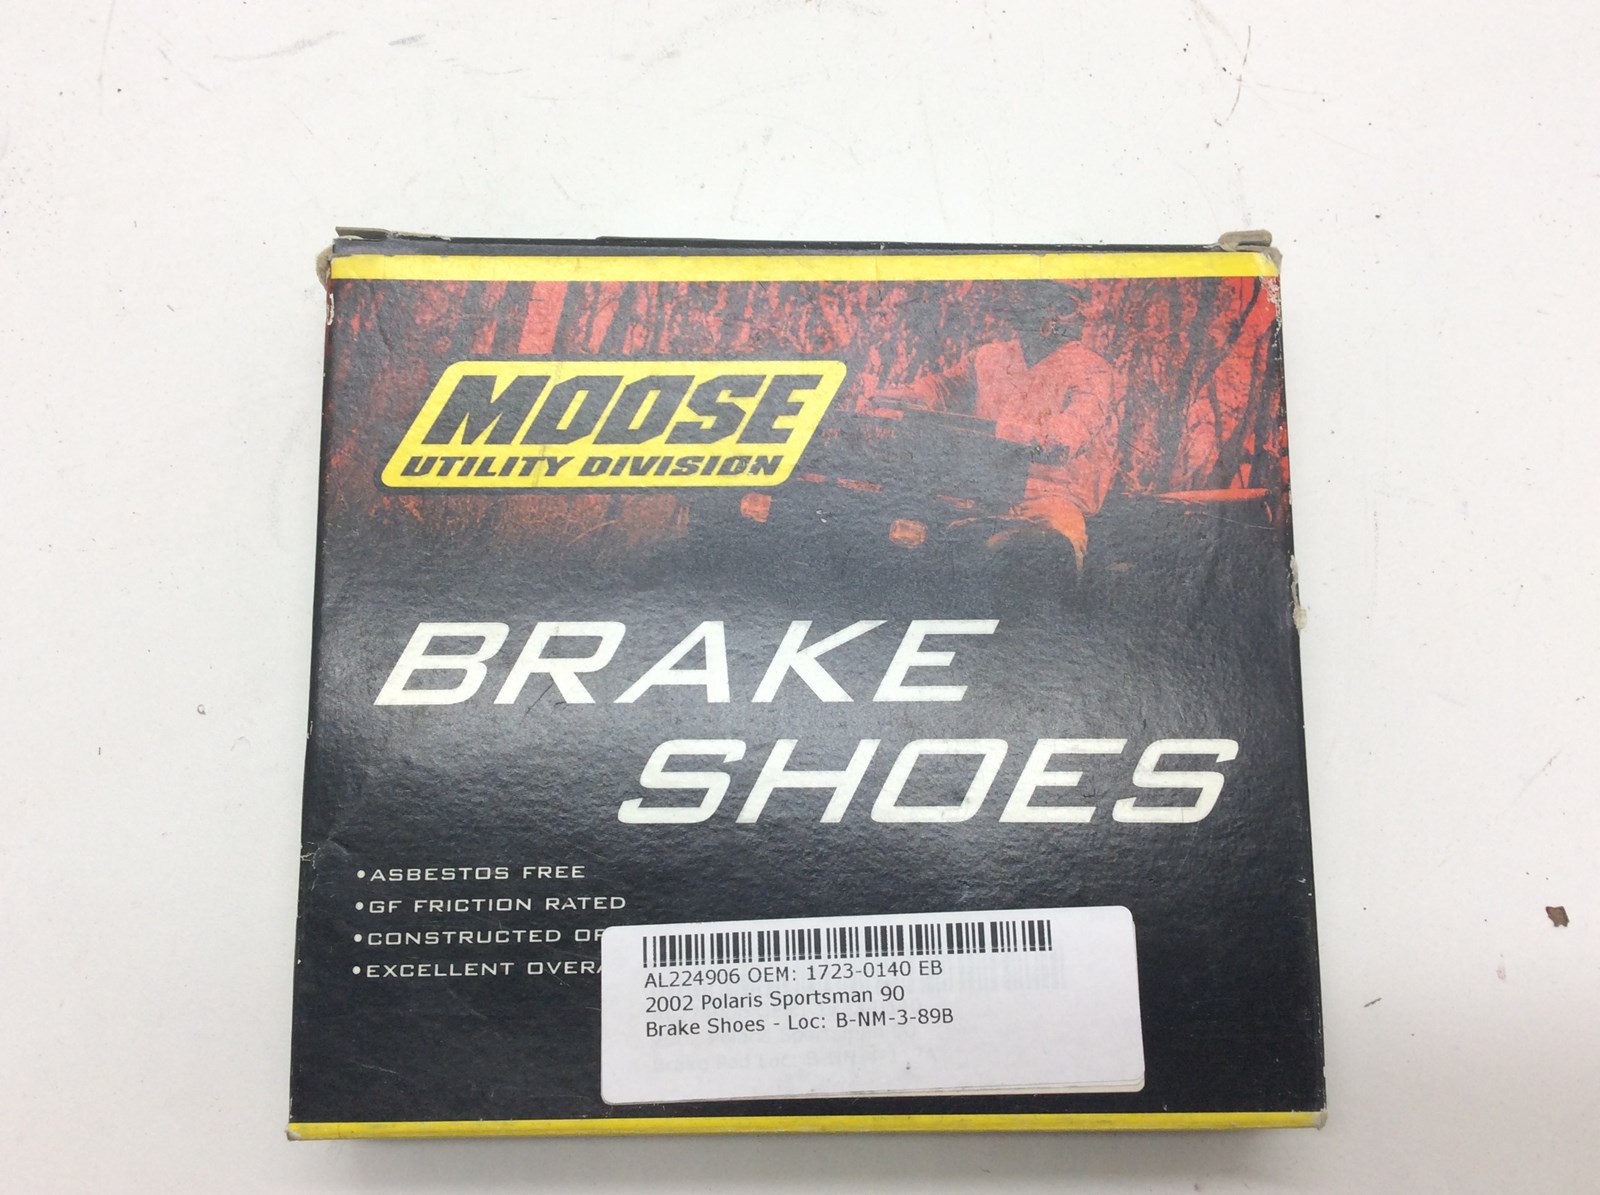 MOOSE
UTILITY DIVISION
BRAKE
SHOES
•ASBESTOS FREE
•GF FRICTION RATED
•CONSTRUCTED OF
•EXCELLENT
AL224906 OEM: 1723-0140 EB
2002 Polaris Sportsman 90
Brake Shoes - Loc: B-NM-3-89B